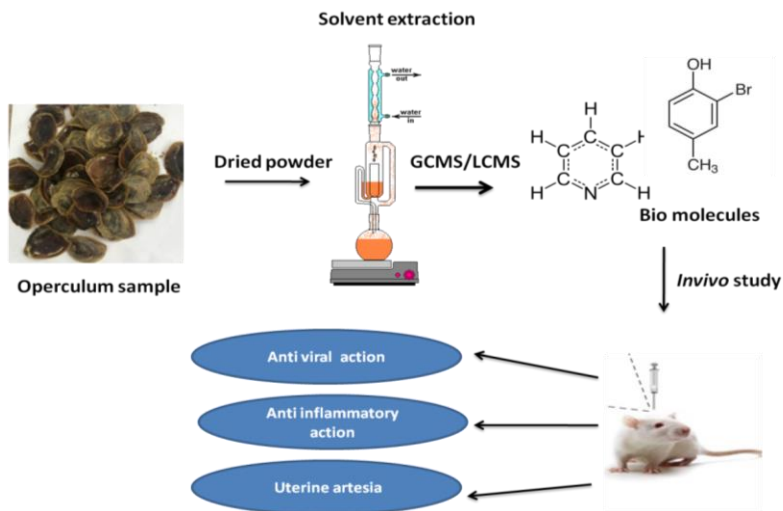 Solvent extraction
water
out
water
in
Dried powder
GCMS/LCMS
H
H
H
H
H
N
OH
Br
CH₃
Operculum sample
Bio molecules
Invivo study
Anti viral action
Anti inflammatory
action
Uterine artesia